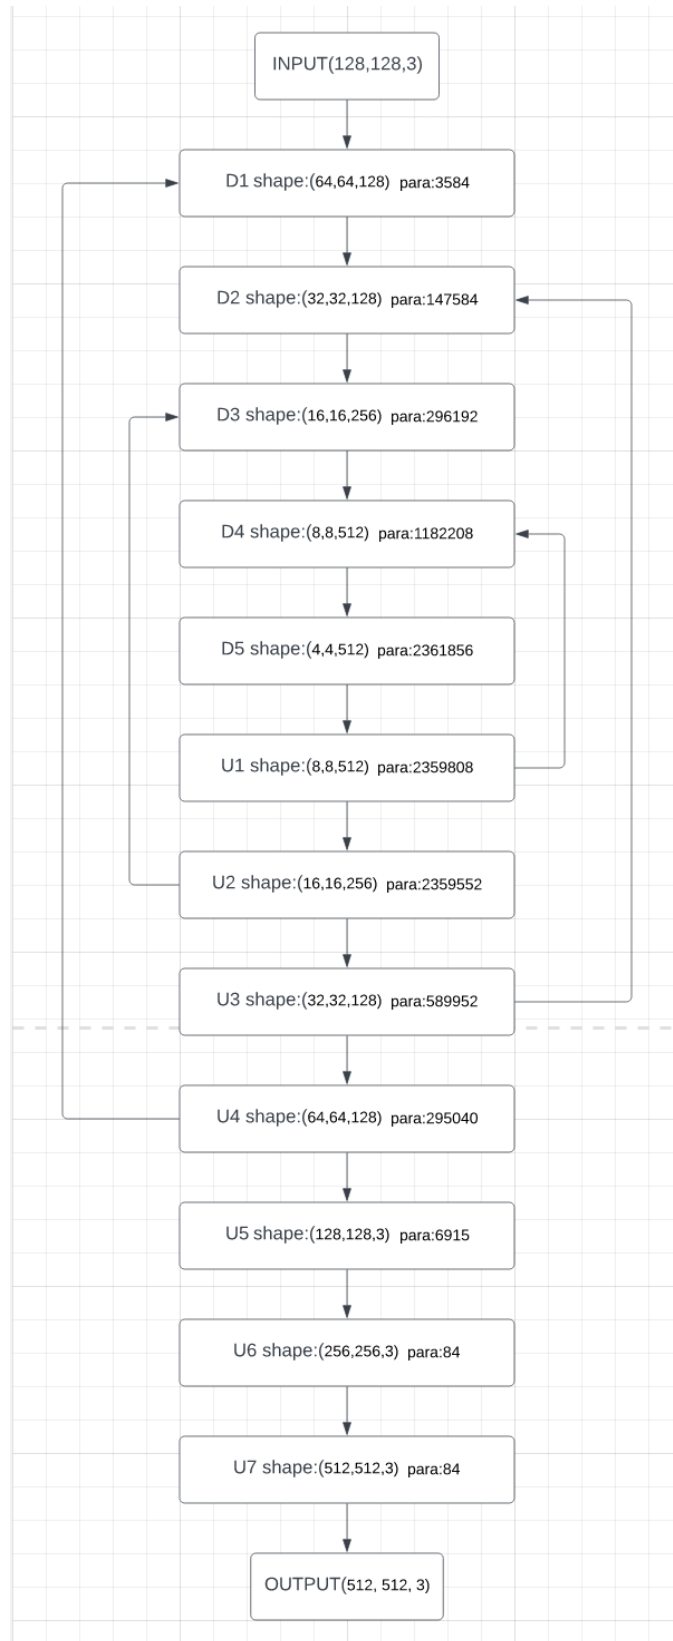 INPUT(128,128,3)
D1 shape:(64,64,128) para:3584
D2 shape:(32,32,128) para:147584
D3 shape:(16,16,256) para:296192
D4 shape:(8,8,512) para:1182208
D5 shape:(4,4,512) para:2361856
U1 shape:(8,8,512) para:2359808
U2 shape:(16,16,256) para:2359552
U3 shape:(32,32,128) para:589952
U4 shape:(64,64,128) para:295040
U5 shape:(128,128,3) para:6915
U6 shape:(256,256,3) para:84
U7 shape:(512,512,3) para:84
OUTPUT(512, 512, 3)